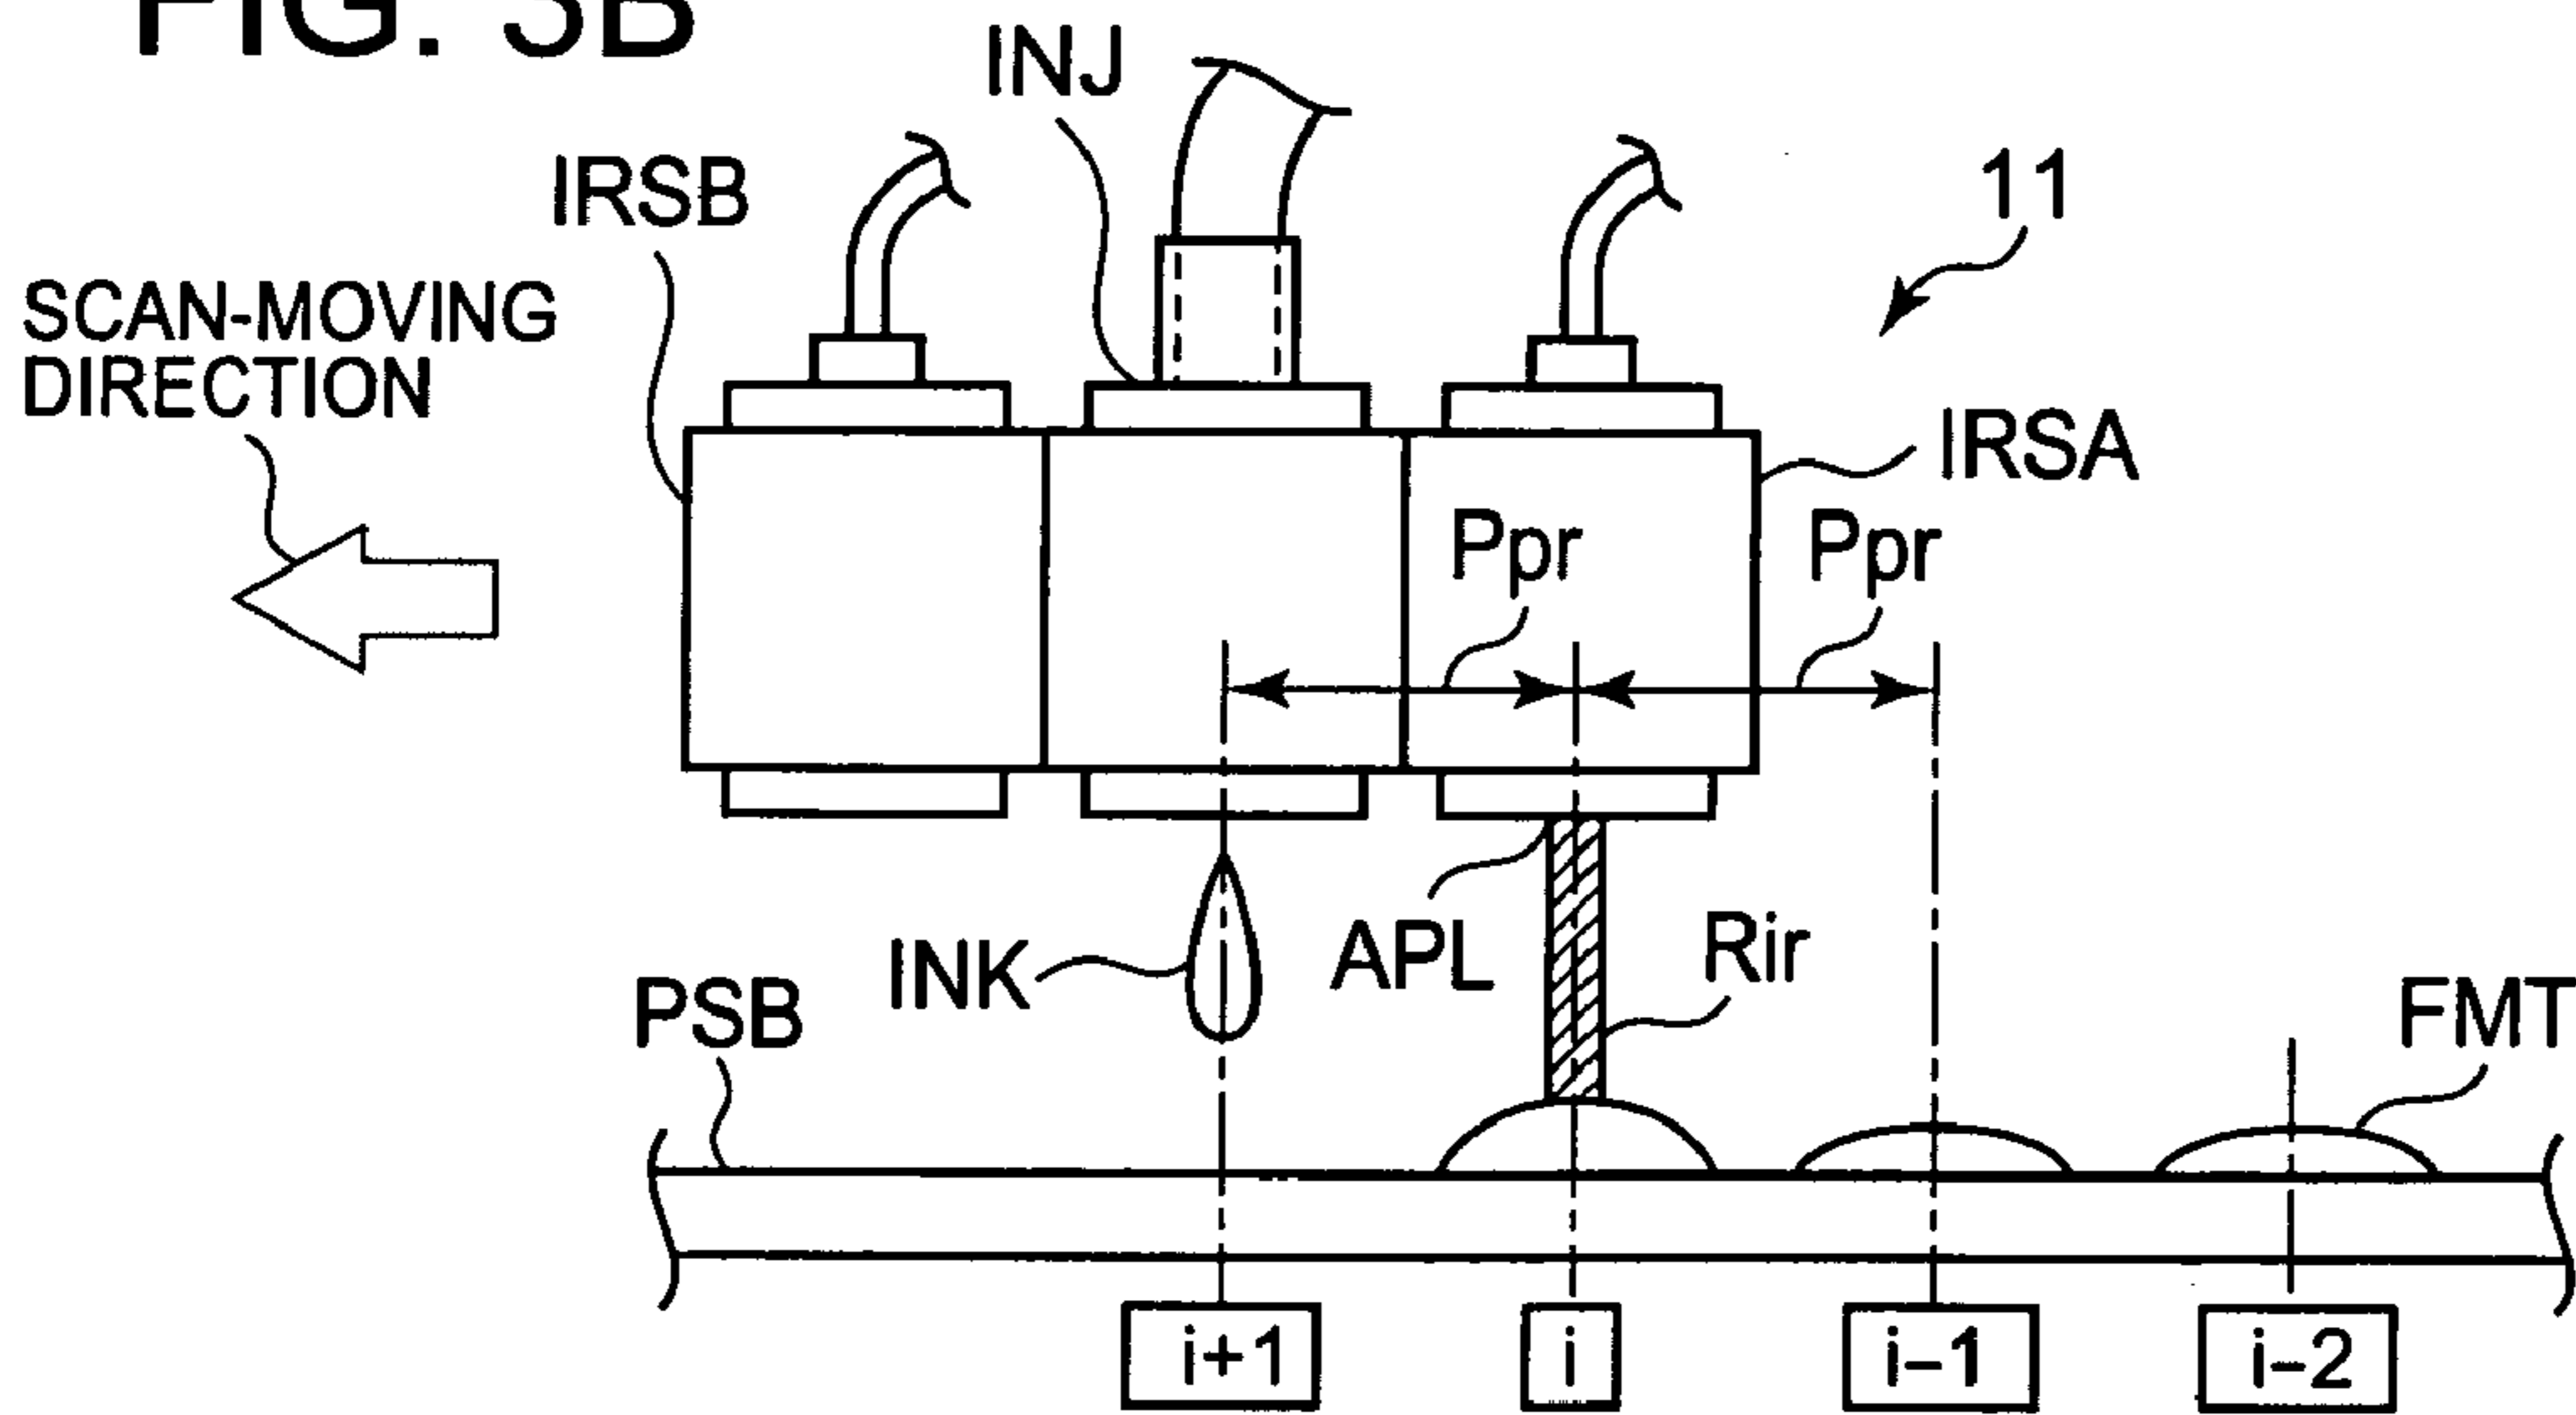 FIG. 3B
INJ
IRSB
11
SCAN-MOVING
DIRECTION
IRSA
Ppr
Ppr
INK
APL
Rir
PSB
FMT
i+1
i
i-1
i-2